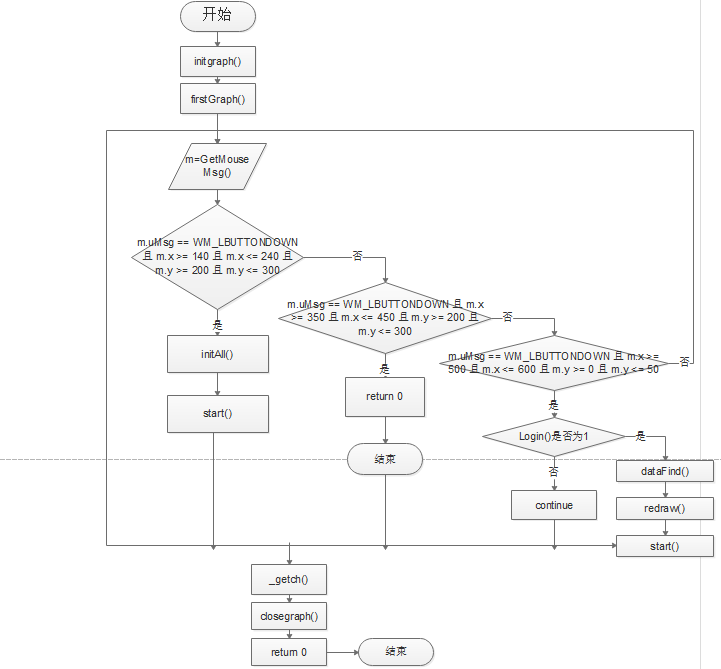 开始
initgraph()
firstGraph()
m=GetMouse
Msg()
m.uMsg == WM_LBUTTONDOWN
且 m.x >= 140 且 m.x <= 240 且
m.y >= 200 且 m.y <= 300
否
m.uMsg == WM_LBUTTONDOWN 且 m.x
>= 350 且 m.x <= 450 且 m.y >= 200 且
m.y <= 300
否
m.uMsg == WM_LBUTTONDOWN 且 m.x >=
500 且 m.x <= 600 且 m.y >= 0 且 m.y <= 50
否
是
initAll()
start()
是
return 0
结束
是
Login()是否为1
是
否
continue
dataFind()
redraw()
start()
_getch()
closegraph()
return 0
结束